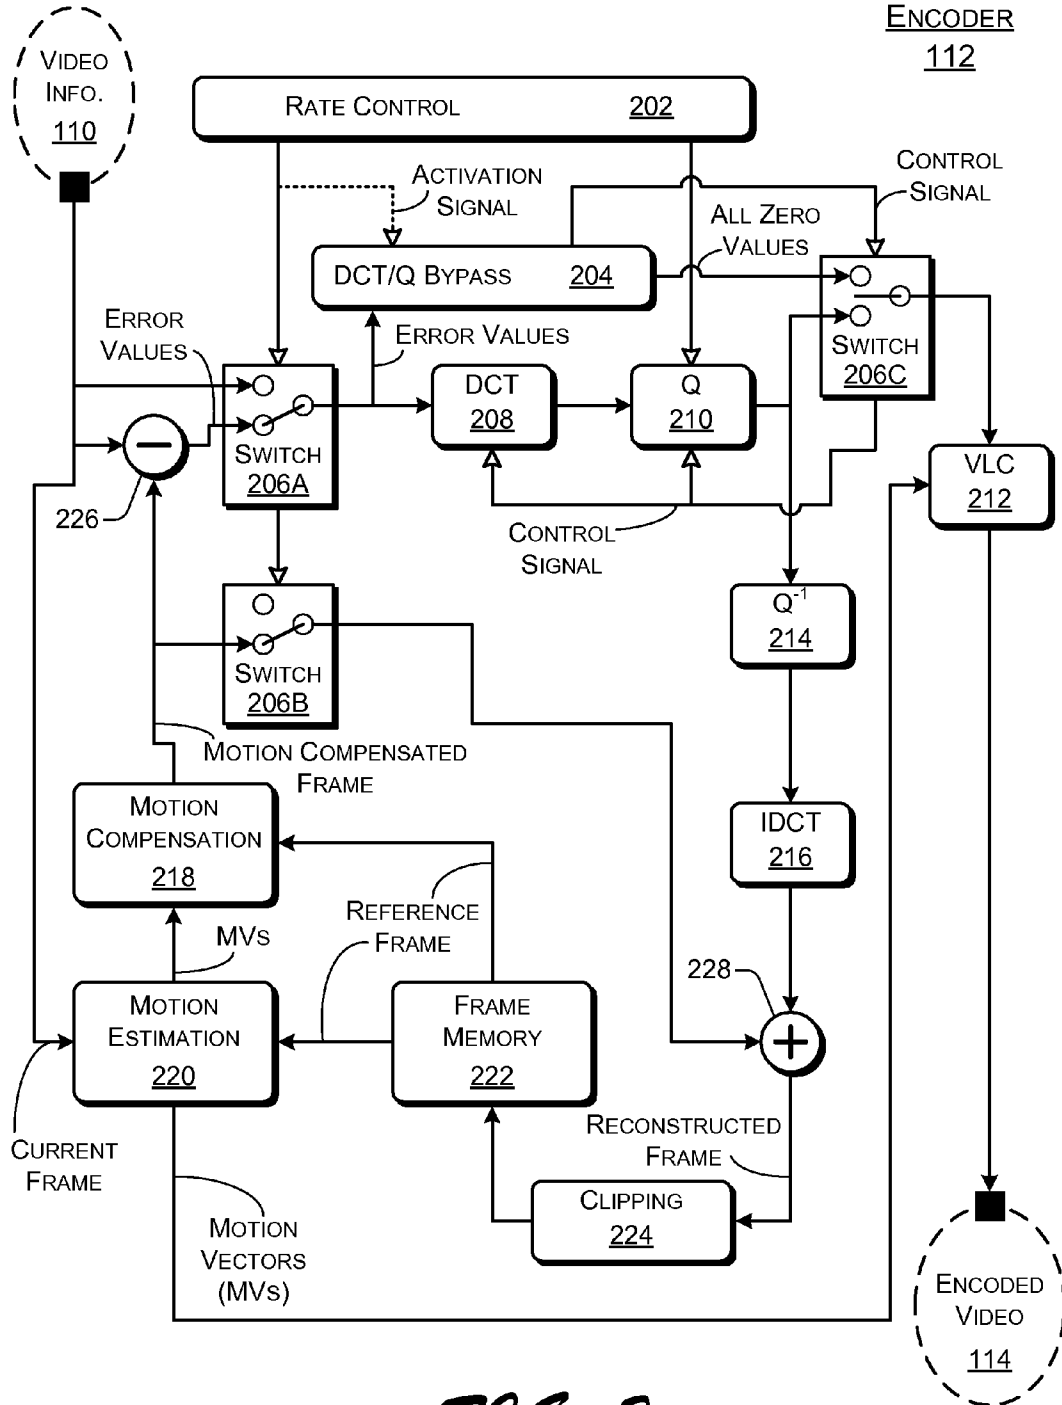 ENCODER
112
VIDEO
INFO.
110
RATE CONTROL 202
ACTIVATION
SIGNAL
CONTROL
SIGNAL
ALL ZERO
VALUES
DCT/Q BYPASS 204
ERROR
VALUES
ERROR VALUES
SWITCH
206C
DCT
208
Q
210
SWITCH
206A
VLC
212
226
CONTROL
SIGNAL
Q-1
214
SWITCH
206B
MOTION COMPENSATED
FRAME
MOTION
COMPENSATION
218
IDCT
216
REFERENCE
FRAME
MVS
228
MOTION
ESTIMATION
220
FRAME
MEMORY
222
RECONSTRUCTED
FRAME
CURRENT
FRAME
CLIPPING
224
MOTION
VECTORS
(MVS)
ENCODED
VIDEO
114